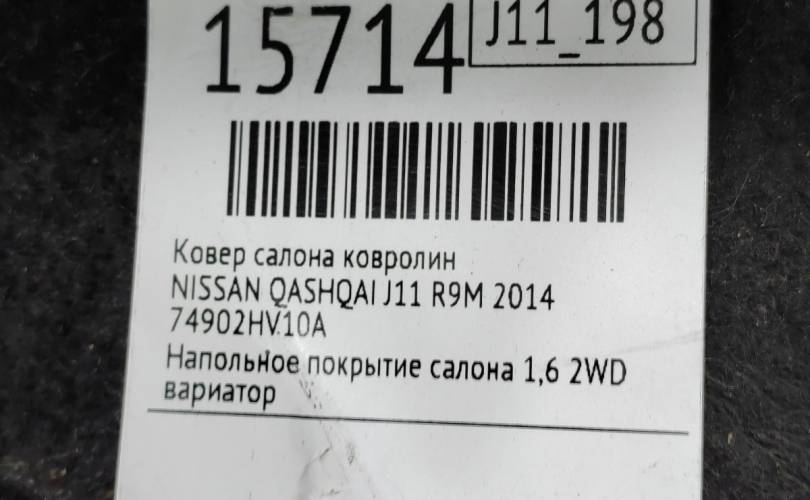 15714
J11_198
Ковер салона ковролин
NISSAN QASHQAI J11 R9M 2014
74902HV10A
Напольное покрытие салона 1,6 2WD
вариатор